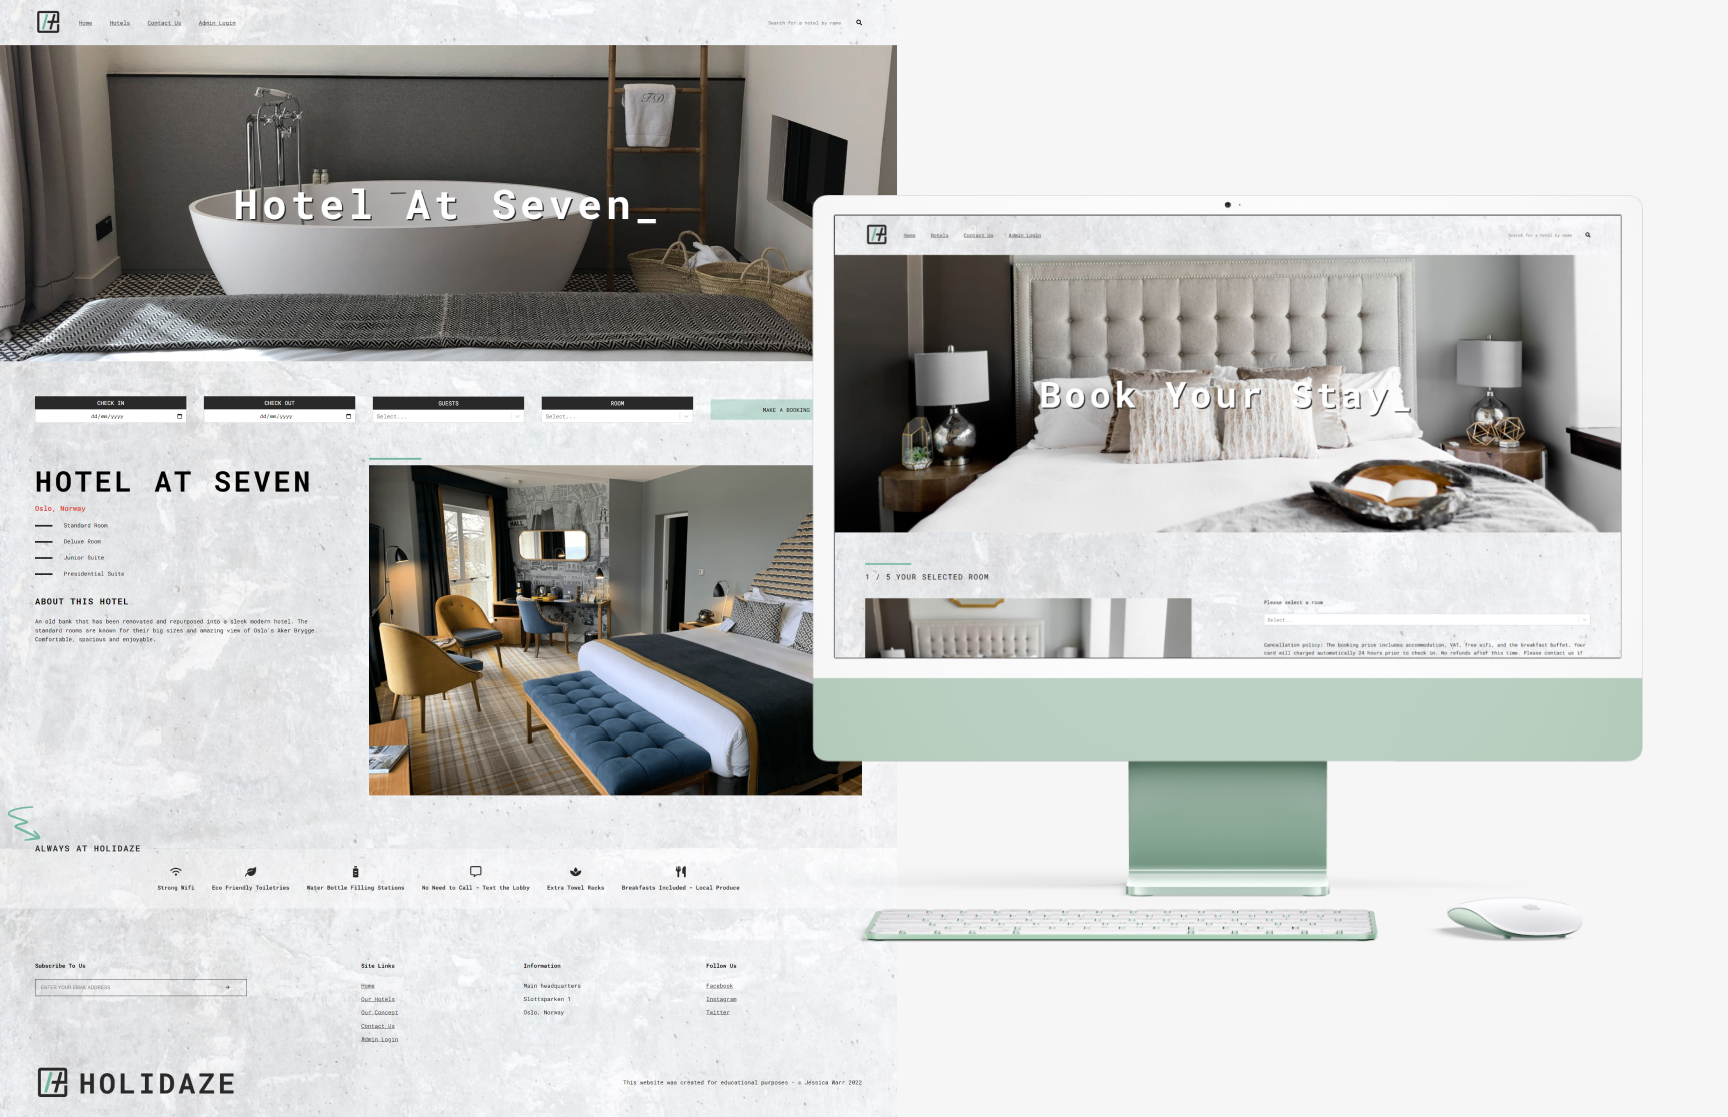 Home Hotels Contact Us Admin Login
Search for a hotel by name
T.D
Hotel At Seven_
CHECK IN
dd/mm/yyyy
CHECK OUT
dd/mm/yyyy
GUESTS
Select...
ROOM
Select...
MAKE A BOOKING
HOTEL AT SEVEN
Oslo, Norway
Standard Room
Deluxe Room
Junior Suite
Presidential Suite
ABOUT THIS HOTEL
An old bank that has been renovated and repurposed into a sleek modern hotel. The
standard rooms are known for their big sizes and amazing view of Oslo's Aker Brygge.
Comfortable, spacious and enjoyable.
ALWAYS AT HOLIDAZE
Strong Wifi
Eco Friendly Toiletries
Water Bottle Filling Stations
No Need to Call - Text the Lobby
Extra Towel Racks
Breakfasts Included - Local Produce
Subscribe To Us
ENTER YOUR EMAIL ADDRESS
Site Links
Home
Our Hotels
Our Concept
Contact Us
Admin Login
Information
Main headquarters
Slottsparken 1
Oslo, Norway
Follow Us
Facebook
Instagram
Twitter
HOLIDAZE
This website was created for educational purposes - © Jessica Warr 2022
Home Hotels Contact Us Admin Login
Search for a hotel by name
Book Your Stay_
1 / 5 YOUR SELECTED ROOM
Please select a room
Select...
Cancellation policy: The booking price includes accommodation, VAT, free wifi, and the breakfast buffet. Your
card will charged automatically 24 hours prior to check in. No refunds after this time. Please contact us if